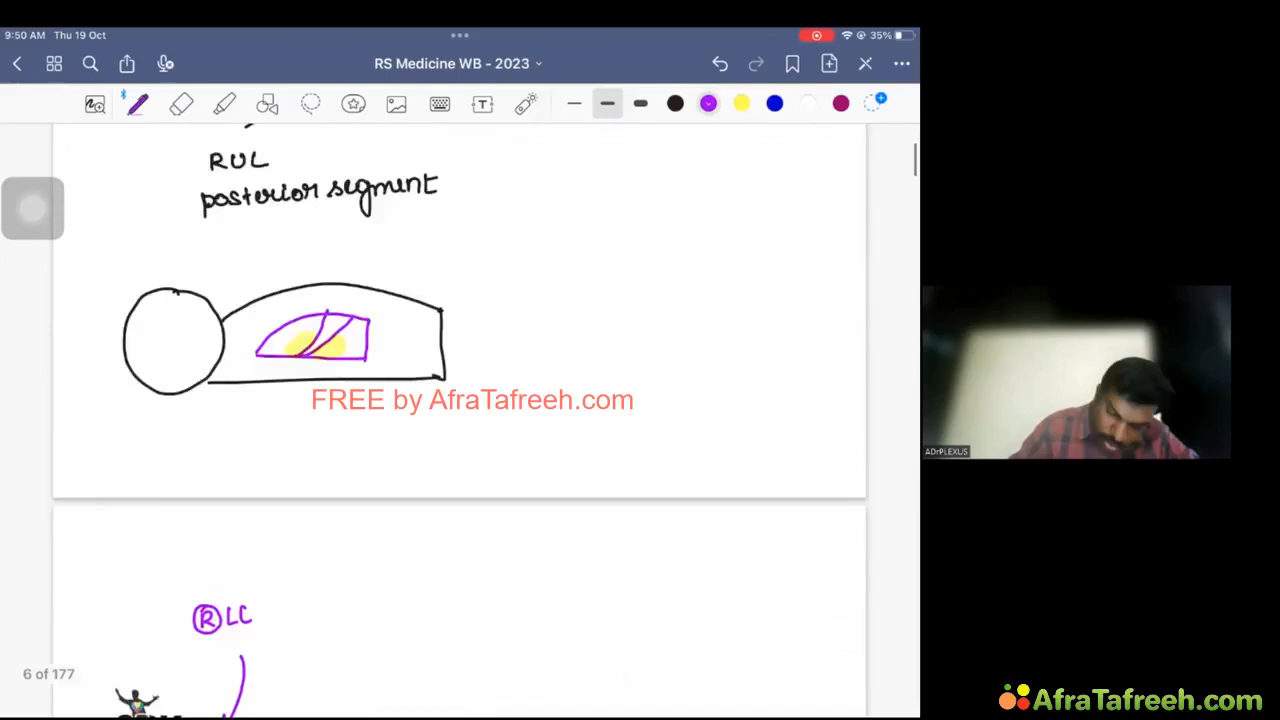 9:50 AM Thu 19 Oct
35%
RS Medicine WB - 2023
RUL
posterior segment
FREE by AfraTafreeh.com
ADrPLEXUS
R LC
6 of 177
AfraTafreeh.com